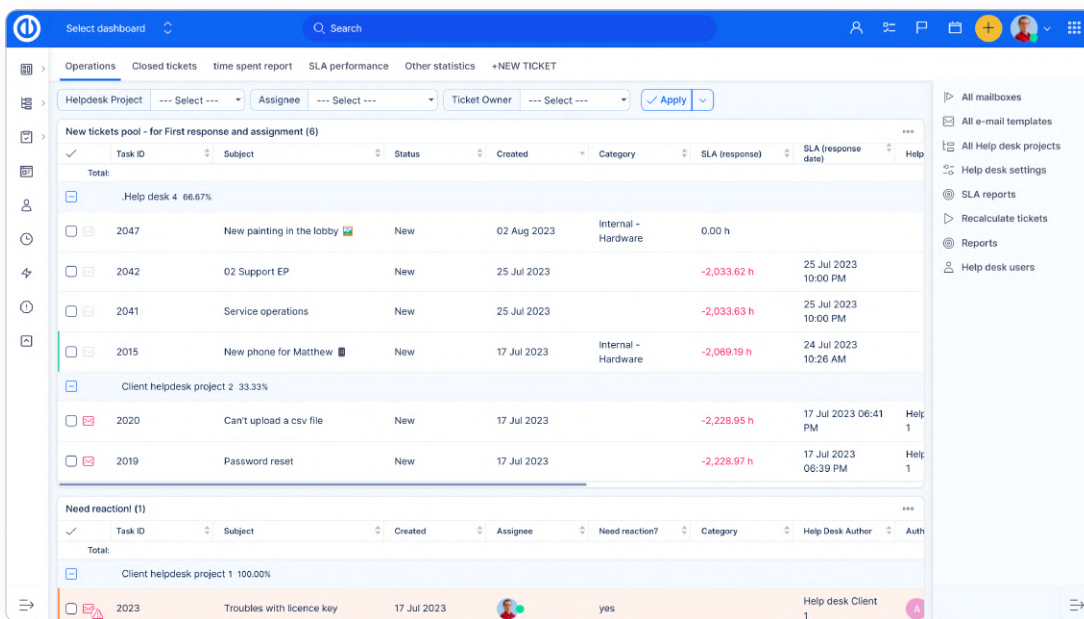 Select dashboard
Search
Operations Closed tickets time spent report SLA performance Other statistics +NEW TICKET
Helpdesk Project --- Select --- Assignee --- Select --- Ticket Owner --- Select --- Apply
New tickets pool - for First response and assignment (6)
Task ID Subject Status Created Category SLA (response) SLA (response date) Help
Total:
.Help desk 4 66.67%
2047 New painting in the lobby New 02 Aug 2023 Internal - Hardware 0.00 h
2042 02 Support EP New 25 Jul 2023 -2,033.62 h 25 Jul 2023 10:00 PM
2041 Service operations New 25 Jul 2023 -2,033.63 h 25 Jul 2023 10:00 PM
2015 New phone for Matthew New 17 Jul 2023 Internal - Hardware -2,069.19 h 24 Jul 2023 10:26 AM
Client helpdesk project 2 33.33%
2020 Can't upload a csv file New 17 Jul 2023 -2,228.95 h 17 Jul 2023 06:41 PM Help 1
2019 Password reset New 17 Jul 2023 -2,228.97 h 17 Jul 2023 06:39 PM Help 1
Need reaction! (1)
Task ID Subject Created Assignee Need reaction? Category Help Desk Author Auth
Total:
Client helpdesk project 1 100.00%
2023 Troubles with licence key 17 Jul 2023 yes Help desk Client 1 A
All mailboxes
All e-mail templates
All Help desk projects
Help desk settings
SLA reports
Recalculate tickets
Reports
Help desk users